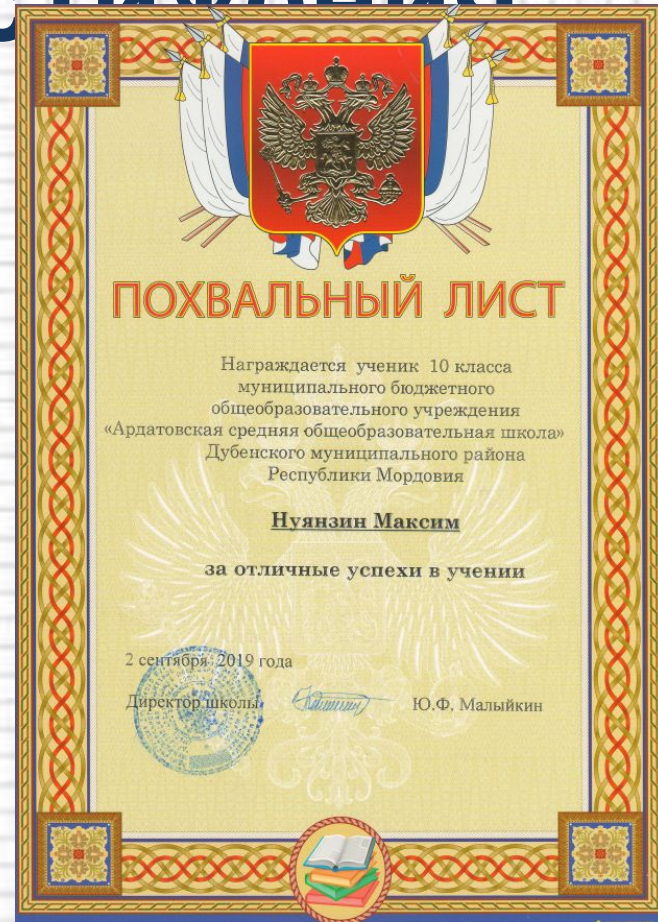 ПОХВАЛЬНЫЙ ЛИСТ
Награждается ученик 10 класса
муниципального бюджетного
общеобразовательного учреждения
«Ардатовская средняя общеобразовательная школа»
Дубенского муниципального района
Республики Мордовия
Нуянзин Максим
за отличные успехи в учении
2 сентября 2019 года
Директор школы Ю.Ф. Малыйкин